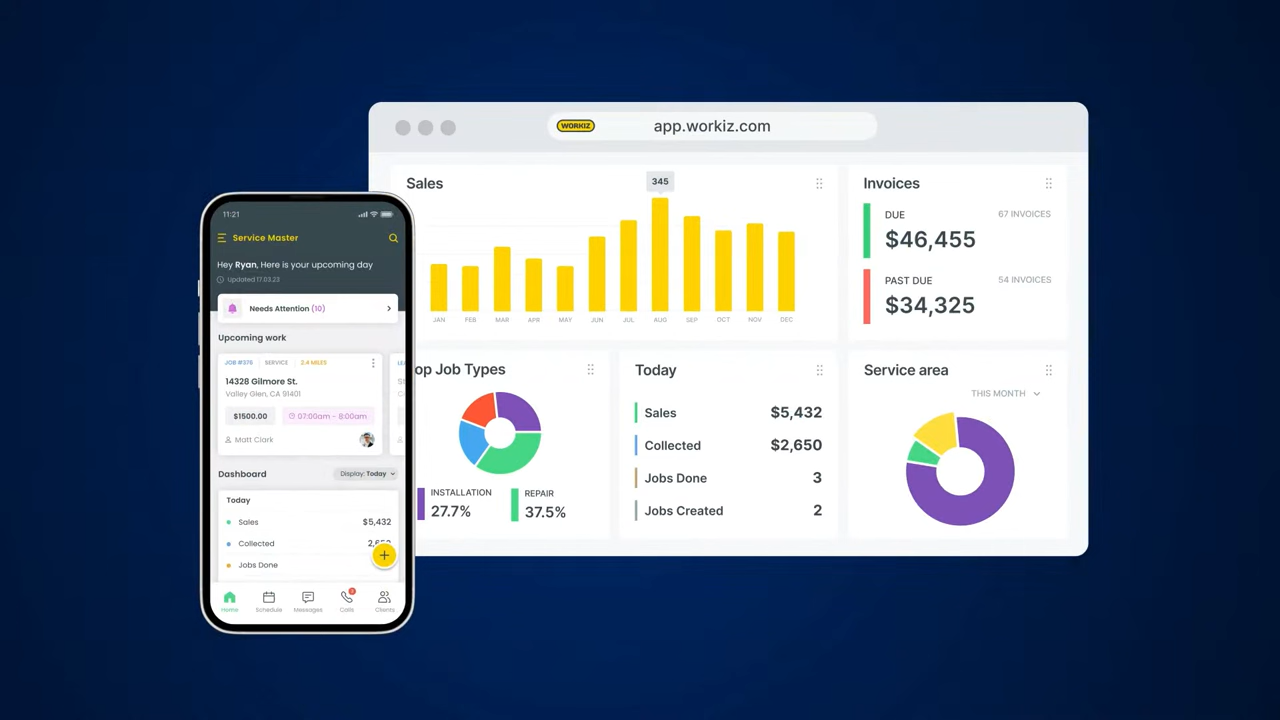 WORKIZ
app.workiz.com
Sales
345
JAN FEB MAR APR MAY JUN JUL AUG SEP OCT NOV DEC
Invoices
DUE
67 INVOICES
$46,455
PAST DUE
54 INVOICES
$34,325
op Job Types
INSTALLATION
27.7%
REPAIR
37.5%
Today
Sales $5,432
Collected $2,650
Jobs Done 3
Jobs Created 2
Service area
THIS MONTH
11:21
Service Master
Hey Ryan, Here is your upcoming day
Updated 17.03.23
Needs Attention (10)
Upcoming work
JOB #376 SERVICE 2.4 MILES
14328 Gilmore St.
Valley Glen, CA 91401
$1500.00 07:00am - 8:00am
Matt Clark
Dashboard
Display: Today
Today
Sales $5,432
Collected
Jobs Done
Home Schedule Messages Calls Clients